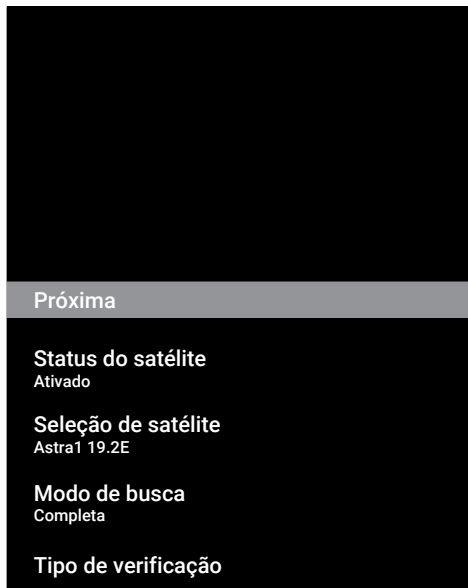 Próxima
Status do satélite
Ativado
Seleção de satélite
Astra1 19.2E
Modo de busca
Completa
Tipo de verificação